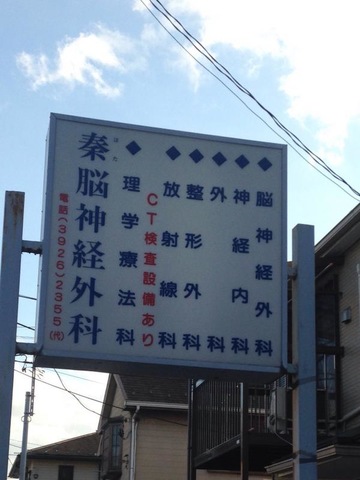 ◆脳神経外科
◆神経内科
◆外科
◆整形外科
◆放射線科
CT検査設備あり
◆理学療法科
秦脳神経外科
はた
電話(3926)2355(代)